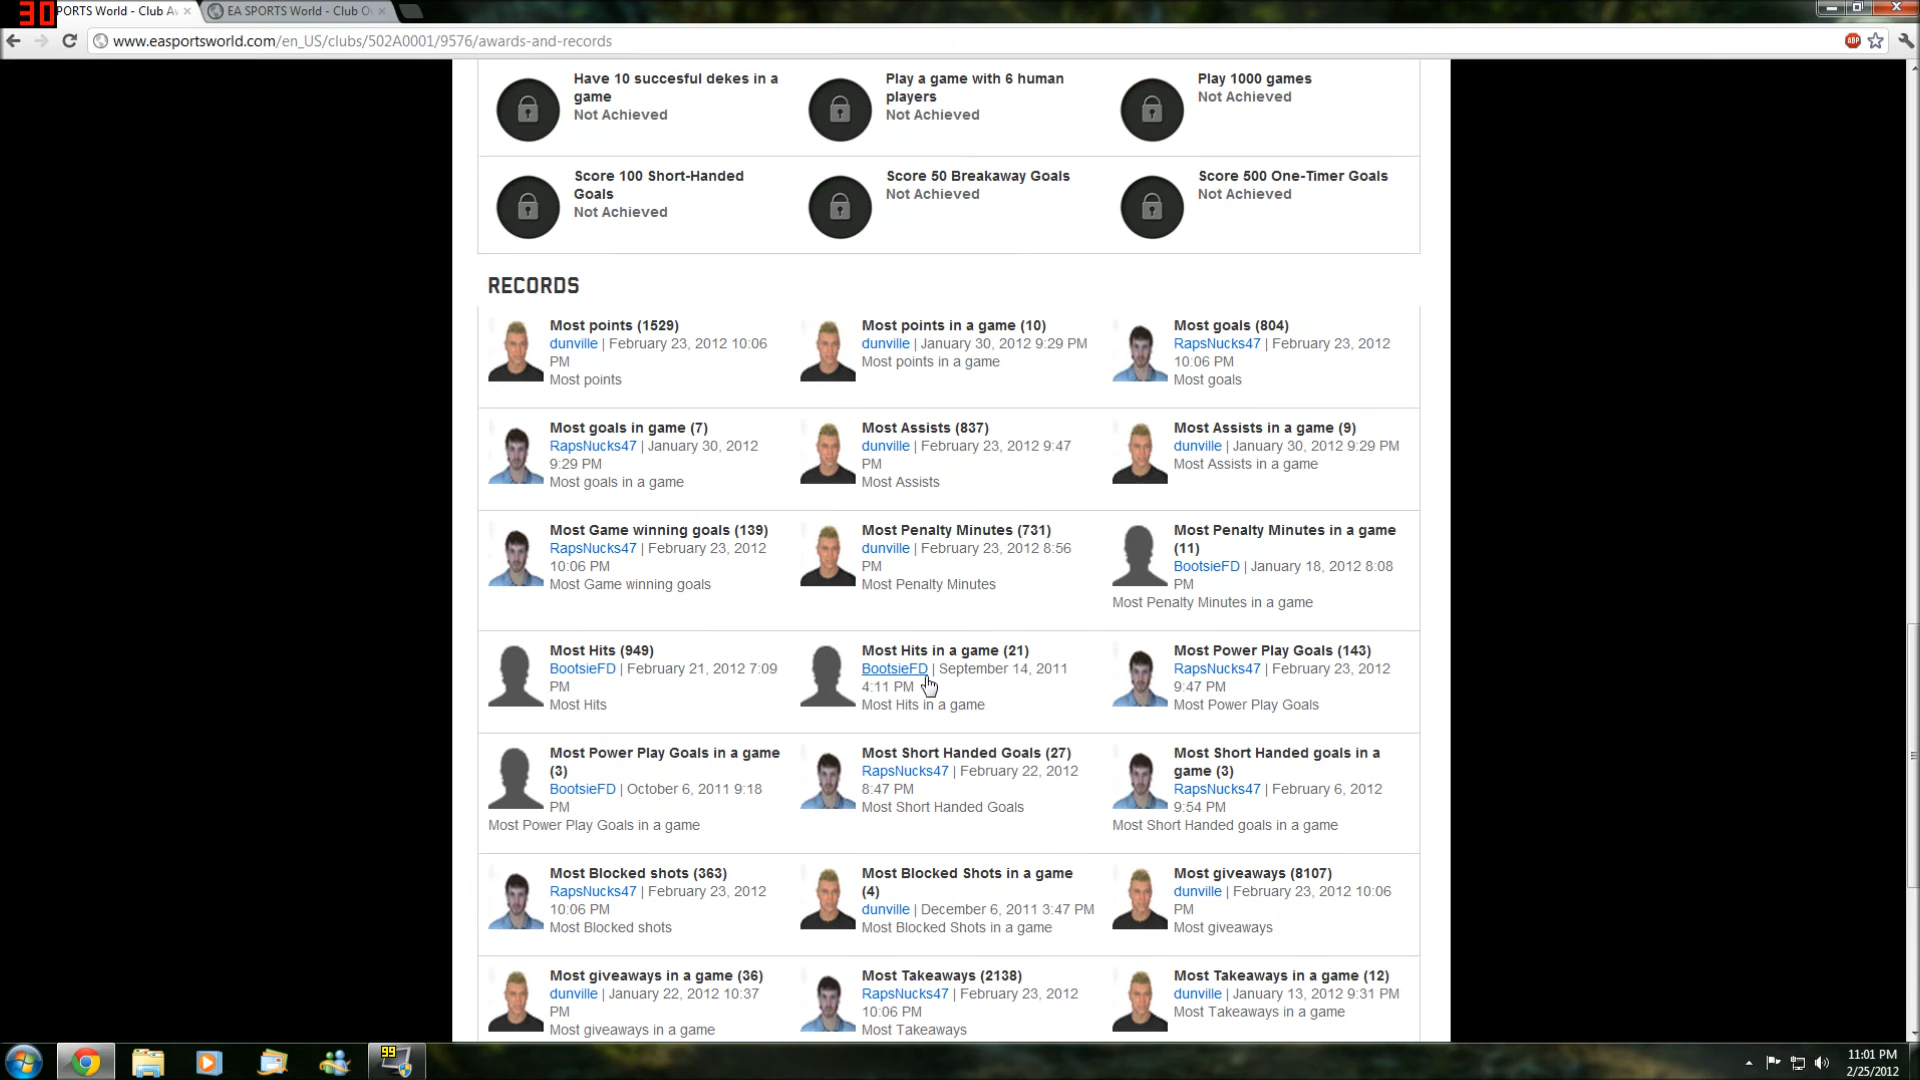 30
PORTS World - Club A
EA SPORTS World - Club O
www.easportsworld.com/en_US/clubs/502A0001/9576/awards-and-records
ABP
Have 10 succesful dekes in a
game
Not Achieved
Play a game with 6 human
players
Not Achieved
Play 1000 games
Not Achieved
Score 100 Short-Handed
Goals
Not Achieved
Score 50 Breakaway Goals
Not Achieved
Score 500 One-Timer Goals
Not Achieved
RECORDS
Most points (1529)
dunville | February 23, 2012 10:06
PM
Most points
Most points in a game (10)
dunville | January 30, 2012 9:29 PM
Most points in a game
Most goals (804)
RapsNucks47 | February 23, 2012
10:06 PM
Most goals
Most goals in game (7)
RapsNucks47 | January 30, 2012
9:29 PM
Most goals in a game
Most Assists (837)
dunville | February 23, 2012 9:47
PM
Most Assists
Most Assists in a game (9)
dunville | January 30, 2012 9:29 PM
Most Assists in a game
Most Game winning goals (139)
RapsNucks47 | February 23, 2012
10:06 PM
Most Game winning goals
Most Penalty Minutes (731)
dunville | February 23, 2012 8:56
PM
Most Penalty Minutes
Most Penalty Minutes in a game
(11)
BootsieFD | January 18, 2012 8:08
PM
Most Penalty Minutes in a game
Most Hits (949)
BootsieFD | February 21, 2012 7:09
PM
Most Hits
Most Hits in a game (21)
BootsieFD | September 14, 2011
4:11 PM
Most Hits in a game
Most Power Play Goals (143)
RapsNucks47 | February 23, 2012
9:47 PM
Most Power Play Goals
Most Power Play Goals in a game
(3)
BootsieFD | October 6, 2011 9:18
PM
Most Power Play Goals in a game
Most Short Handed Goals (27)
RapsNucks47 | February 22, 2012
8:47 PM
Most Short Handed Goals
Most Short Handed goals in a
game (3)
RapsNucks47 | February 6, 2012
9:54 PM
Most Short Handed goals in a game
Most Blocked shots (363)
RapsNucks47 | February 23, 2012
10:06 PM
Most Blocked shots
Most Blocked Shots in a game
(4)
dunville | December 6, 2011 3:47 PM
Most Blocked Shots in a game
Most giveaways (8107)
dunville | February 23, 2012 10:06
PM
Most giveaways
Most giveaways in a game (36)
dunville | January 22, 2012 10:37
PM
Most giveaways in a game
Most Takeaways (2138)
RapsNucks47 | February 23, 2012
10:06 PM
Most Takeaways
Most Takeaways in a game (12)
dunville | January 13, 2012 9:31 PM
Most Takeaways in a game
99
11:01 PM
2/25/2012